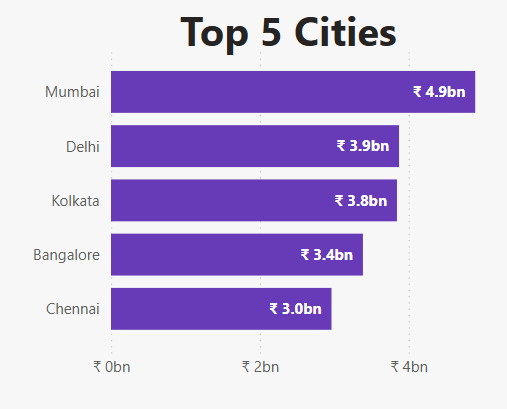 Top 5 Cities
Mumbai ₹ 4.9bn
Delhi ₹ 3.9bn
Kolkata ₹ 3.8bn
Bangalore ₹ 3.4bn
Chennai ₹ 3.0bn
₹ 0bn ₹ 2bn ₹ 4bn